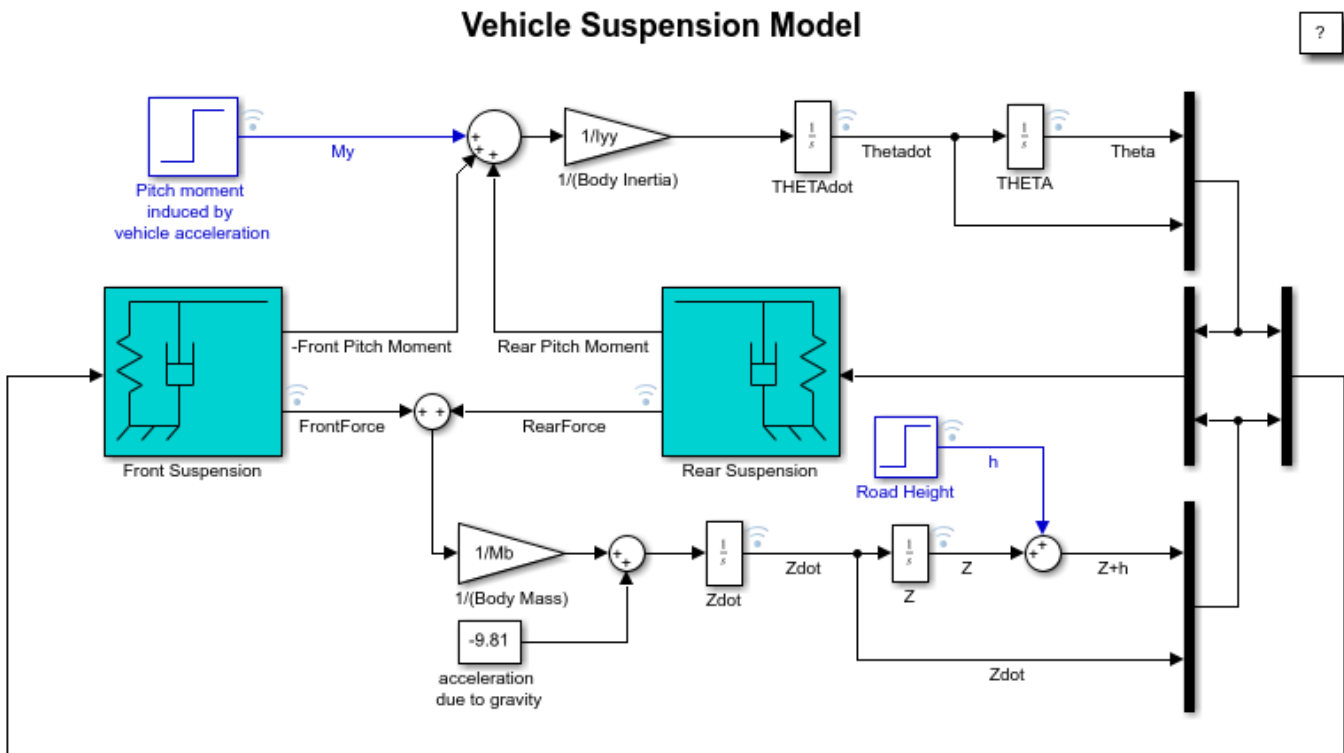 Vehicle Suspension Model
?
My
Pitch moment
induced by
vehicle acceleration
+
+
+
1/Iyy
1/(Body Inertia)
1
s
THETAdot
Thetadot
1
s
THETA
Theta
-Front Pitch Moment
Rear Pitch Moment
FrontForce
+ +
RearForce
Front Suspension
Rear Suspension
h
Road Height
1/Mb
1/(Body Mass)
+
+
1
s
Zdot
Zdot
1
s
Z
Z
+
+
Z+h
-9.81
acceleration
due to gravity
Zdot